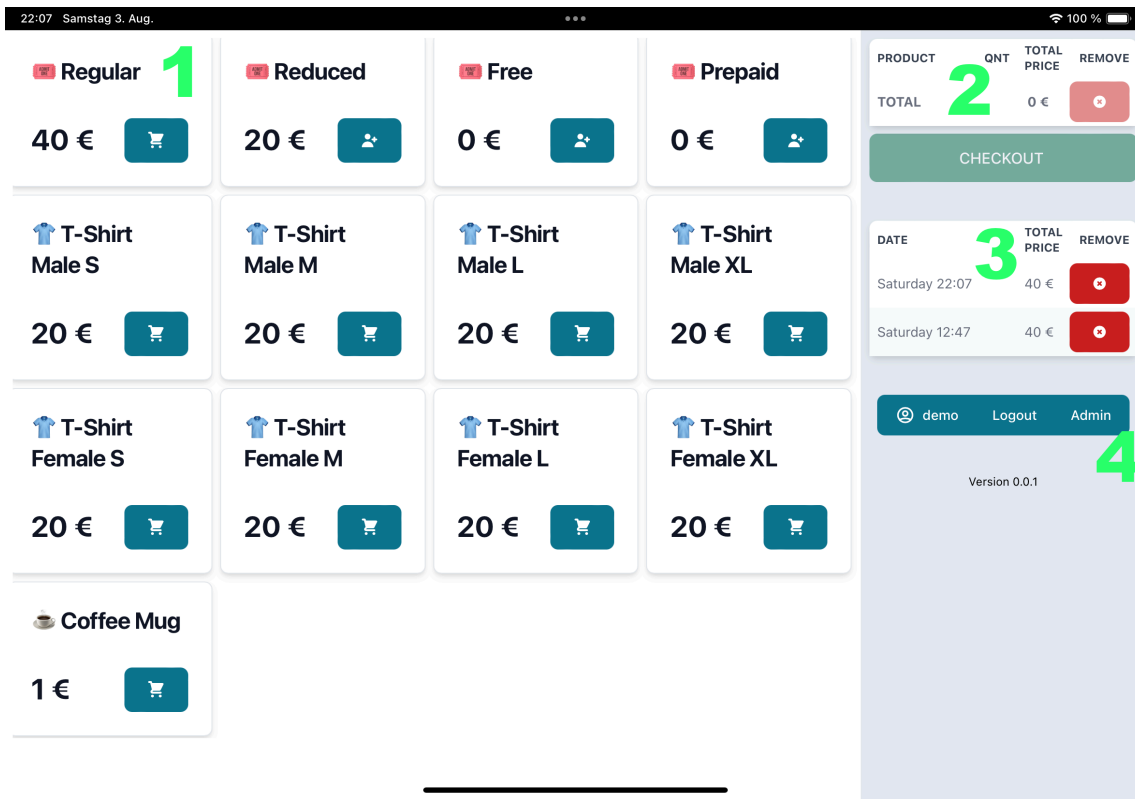 22:07 Samstag 3. Aug.
100 %
Regular
1
Reduced
Free
Prepaid
40 €
20 €
0 €
0 €
T-Shirt
Male S
T-Shirt
Male M
T-Shirt
Male L
T-Shirt
Male XL
20 €
20 €
20 €
20 €
T-Shirt
Female S
T-Shirt
Female M
T-Shirt
Female L
T-Shirt
Female XL
20 €
20 €
20 €
20 €
Coffee Mug
1 €
PRODUCT QNT TOTAL PRICE REMOVE
2
TOTAL 0 €
CHECKOUT
DATE TOTAL PRICE REMOVE
3
Saturday 22:07 40 €
Saturday 12:47 40 €
demo Logout Admin
4
Version 0.0.1